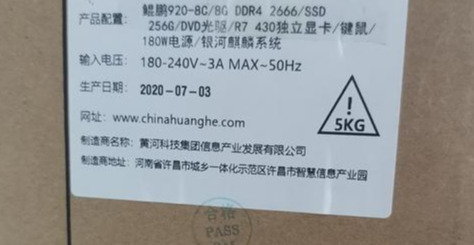 产品配置: 鲲鹏920-8C/8G DDR4 2666/SSD
256G/DVD光驱/R7 430独立显卡/键鼠/
180W电源/银河麒麟系统
输入电压: 180-240V~3A MAX~50Hz
生产日期: 2020-07-03
网址: www.chinahuanghe.com
制造商: 黄河科技集团信息产业发展有限公司
制造商地址: 河南省许昌市城乡一体化示范区许昌市智慧信息产业园
!
5KG
合格
PASS